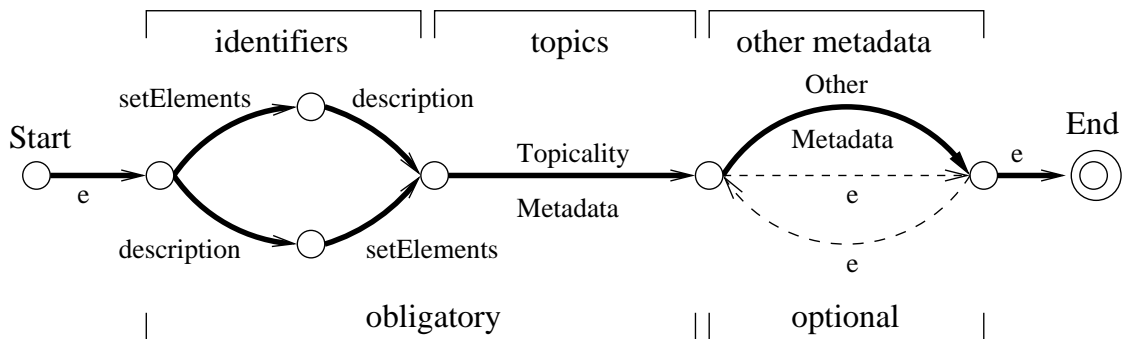 identifiers topics other metadata
Other
setElements description
Start End
Topicality Metadata e
e e
Metadata
description setElements
e
obligatory optional